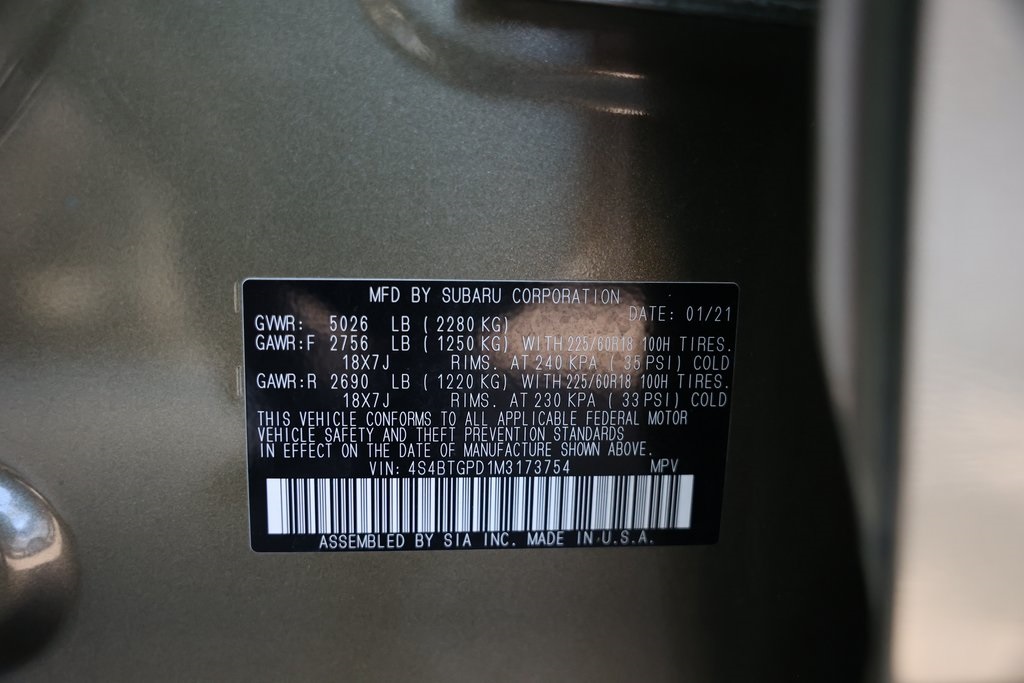 MFD BY SUBARU CORPORATION
DATE: 01/21
GVWR: 5026 LB ( 2280 KG)
GAWR:F 2756 LB ( 1250 KG) WITH 225/60R18 100H TIRES.
18X7J RIMS. AT 240 KPA ( 35 PSI) COLD
GAWR:R 2690 LB ( 1220 KG) WITH 225/60R18 100H TIRES.
18X7J RIMS. AT 230 KPA ( 33 PSI) COLD
THIS VEHICLE CONFORMS TO ALL APPLICABLE FEDERAL MOTOR
VEHICLE SAFETY AND THEFT PREVENTION STANDARDS
IN EFFECT ON THE DATE OF MANUFACTURE SHOWN ABOVE.
VIN: 4S4BTGPD1M3173754 MPV
ASSEMBLED BY SIA INC. MADE IN U.S.A.